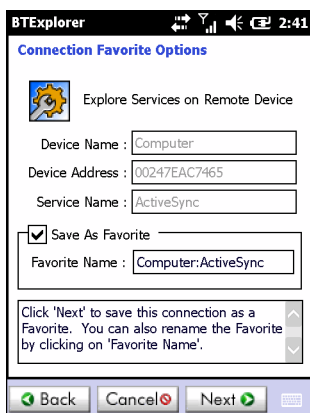 BTExplorer 2:41
Connection Favorite Options
Explore Services on Remote Device
Device Name : Computer
Device Address : 00247EAC7465
Service Name : ActiveSync
Save As Favorite
Favorite Name : Computer:ActiveSync
Click 'Next' to save this connection as a
Favorite. You can also rename the Favorite
by clicking on 'Favorite Name'.
Back Cancel Next